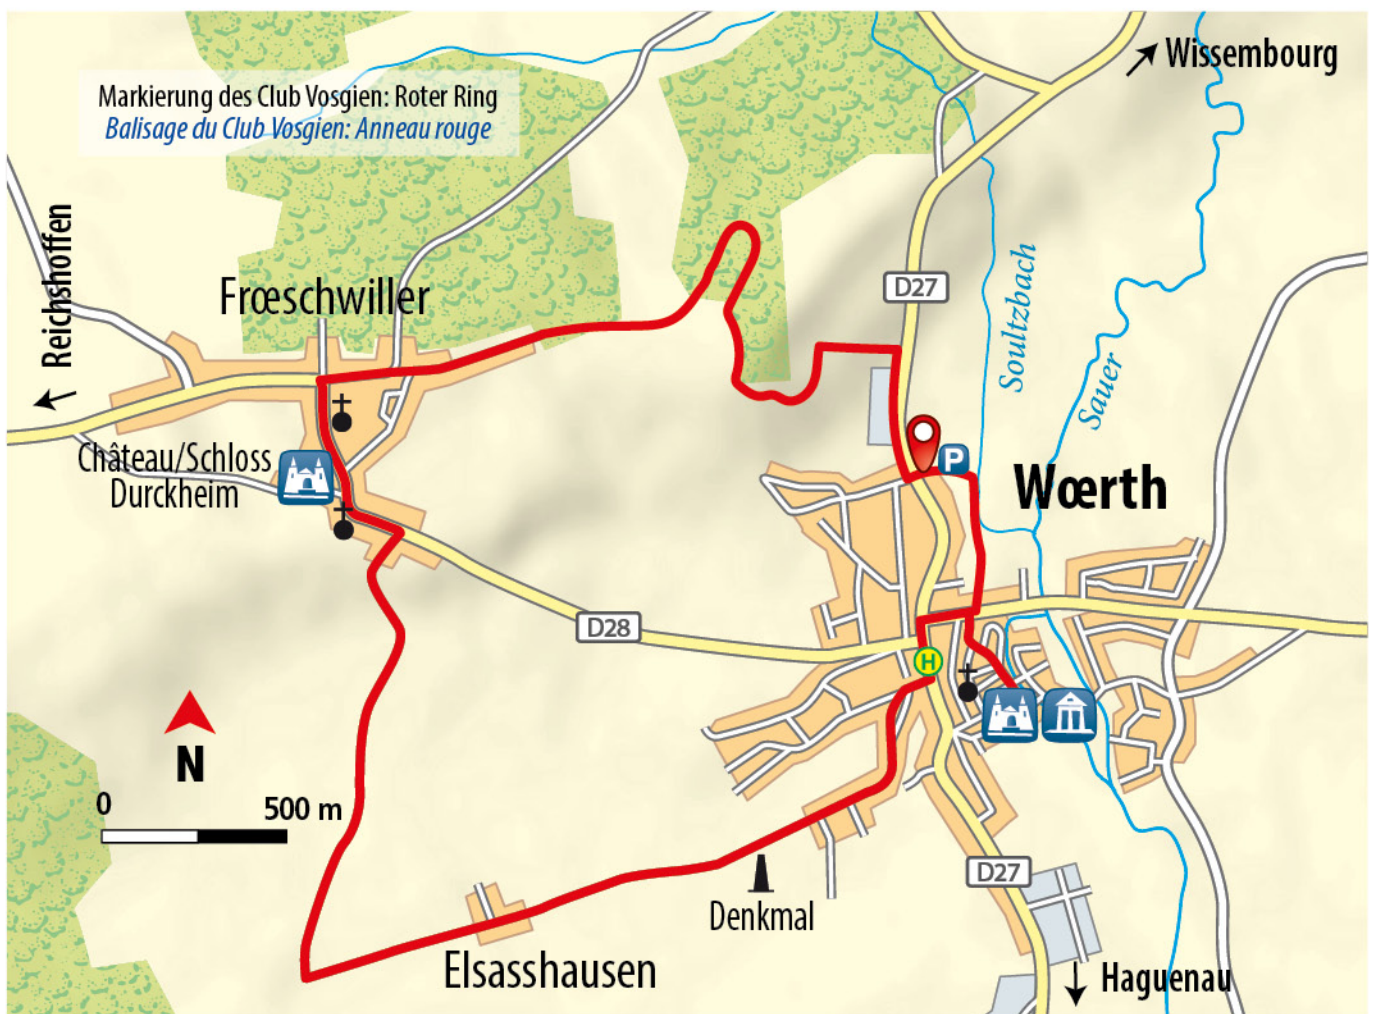 Wissembourg
Markierung des Club Vosgien: Roter Ring
Balisage du Club Vosgien: Anneau rouge
Reichshoffen
Frœschwiller
D27
Soultzbach
Sauer
Château/Schloss
Durckheim
P
Wœrth
D28
H
N
0 500 m
D27
Denkmal
Elsasshausen
Haguenau